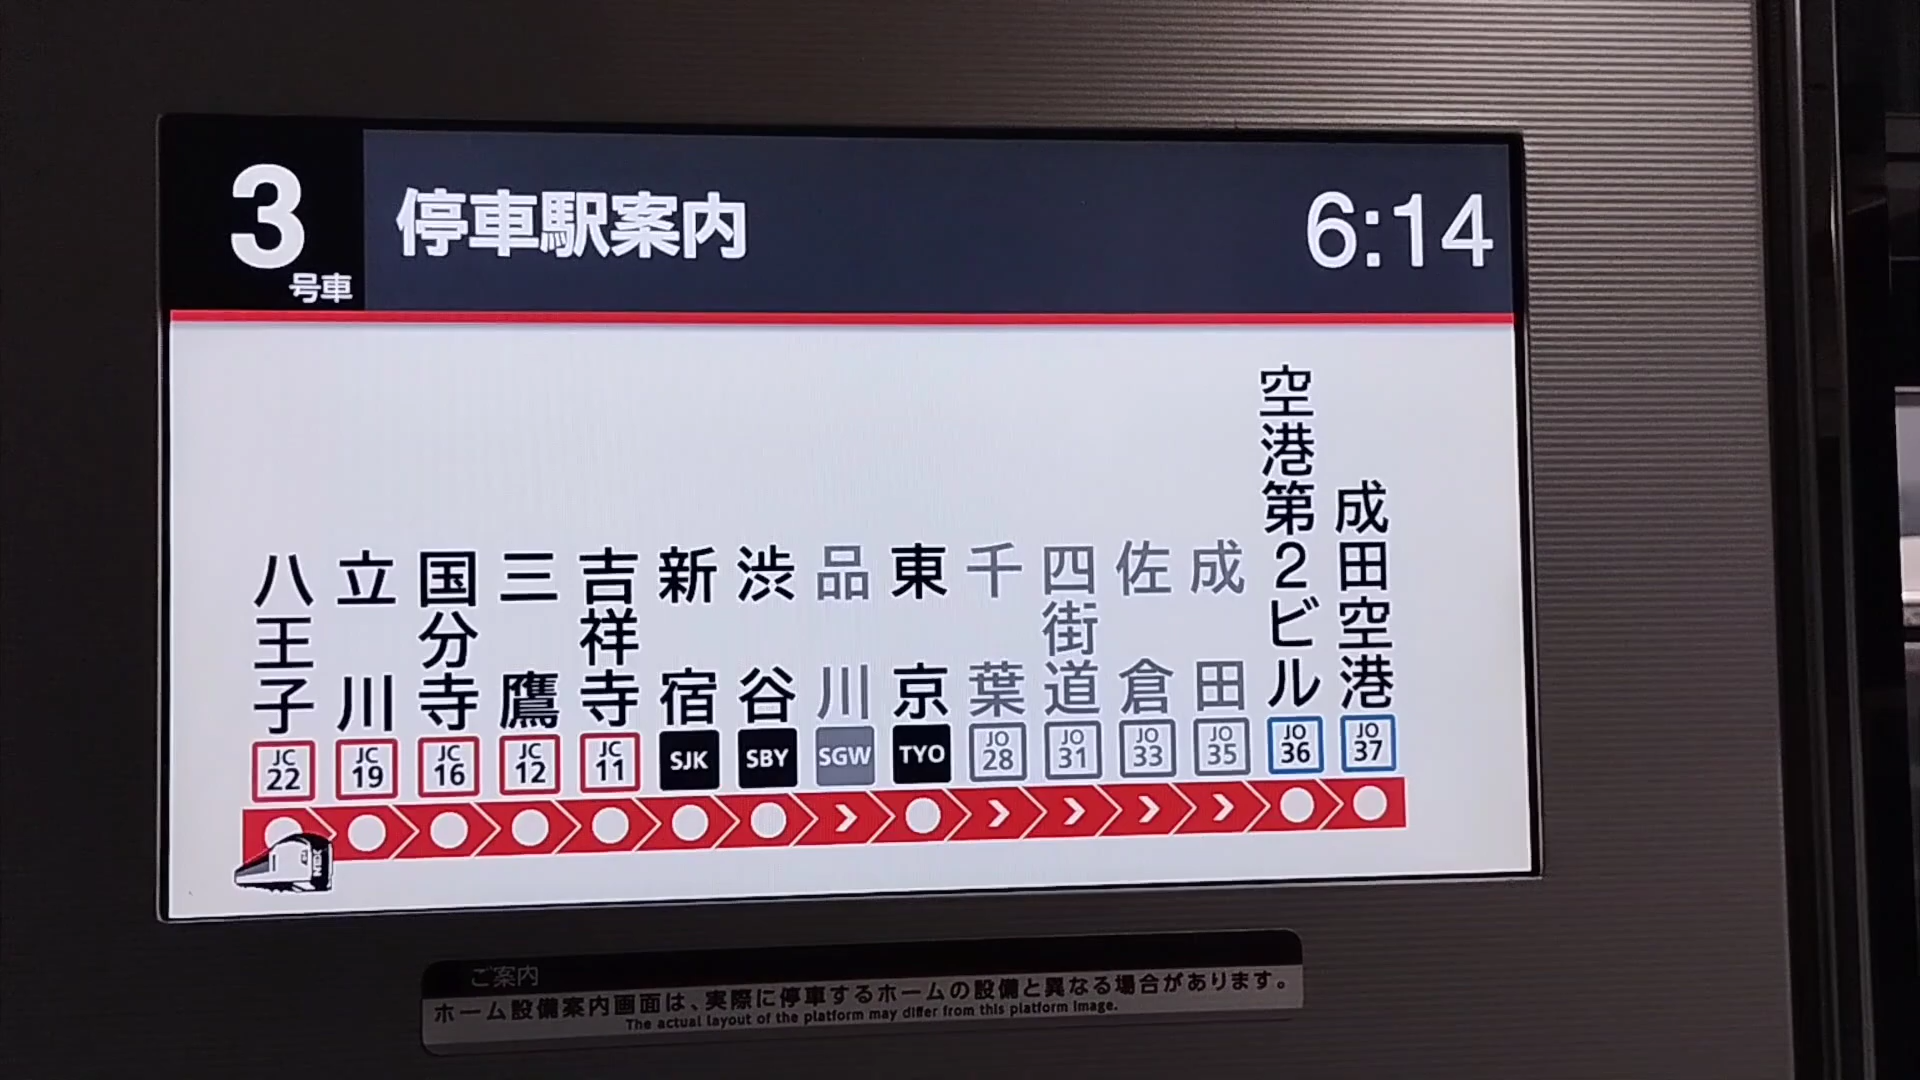 3
号車
停車駅案内
6:14
八王子
立川
国分寺
三鷹
吉祥寺
新宿
渋谷
品川
東京
千葉
四街道
佐倉
成田
空港第2ビル
成田空港
JC 22
JC 19
JC 16
JC 12
JC 11
SJK
SBY
SGW
TYO
JO 28
JO 31
JO 33
JO 35
JO 36
JO 37
ご案内
ホーム設備案内画面は、実際に停車するホームの設備と異なる場合があります。
The actual layout of the platform may differ from this platform image.